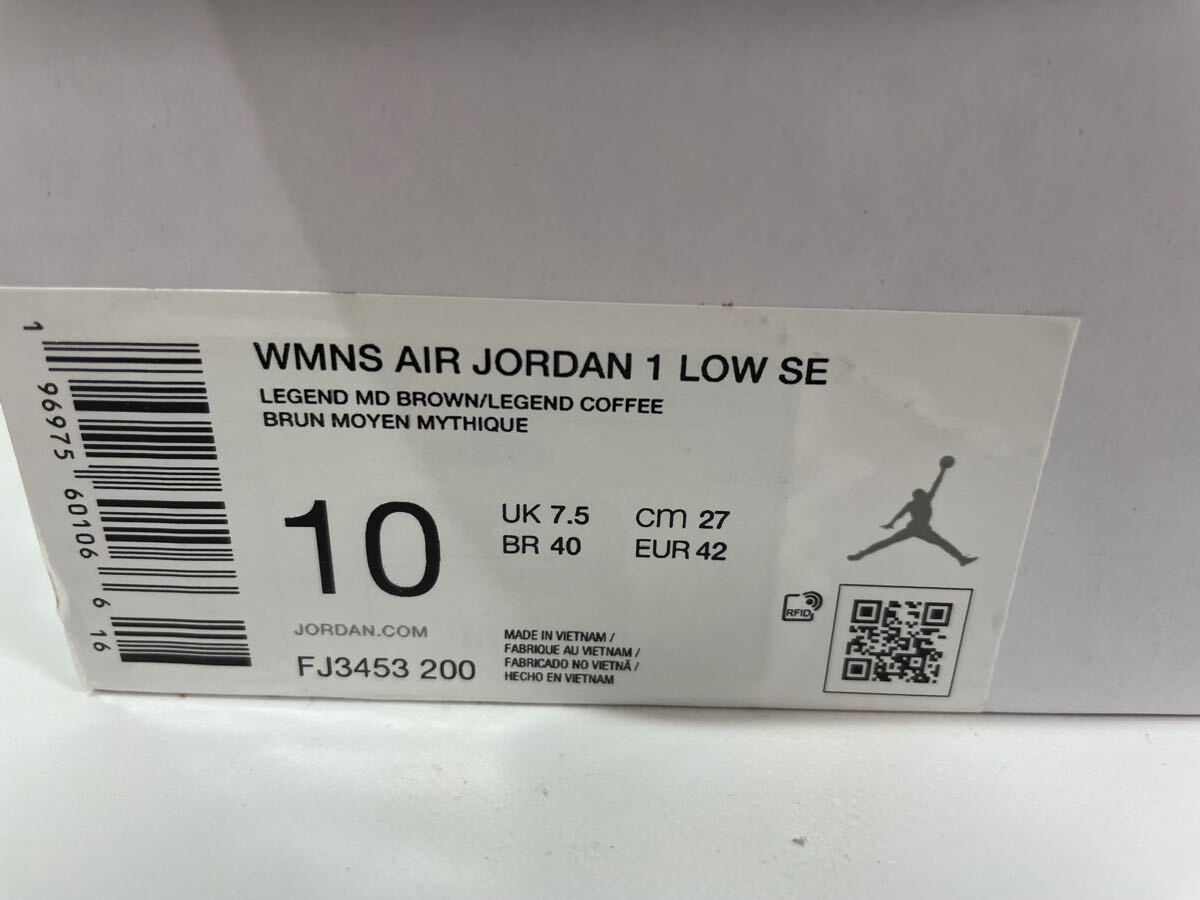 WMNS AIR JORDAN 1 LOW SE
LEGEND MD BROWN/LEGEND COFFEE
BRUN MOYEN MYTHIQUE
10
UK 7.5 cm 27
BR 40 EUR 42
JORDAN.COM
FJ3453 200
MADE IN VIETNAM /
FABRIQUE AU VIETNAM /
FABRICADO NO VIETNÃ /
HECHO EN VIETNAM
RFID
1 96975 60106 6 16